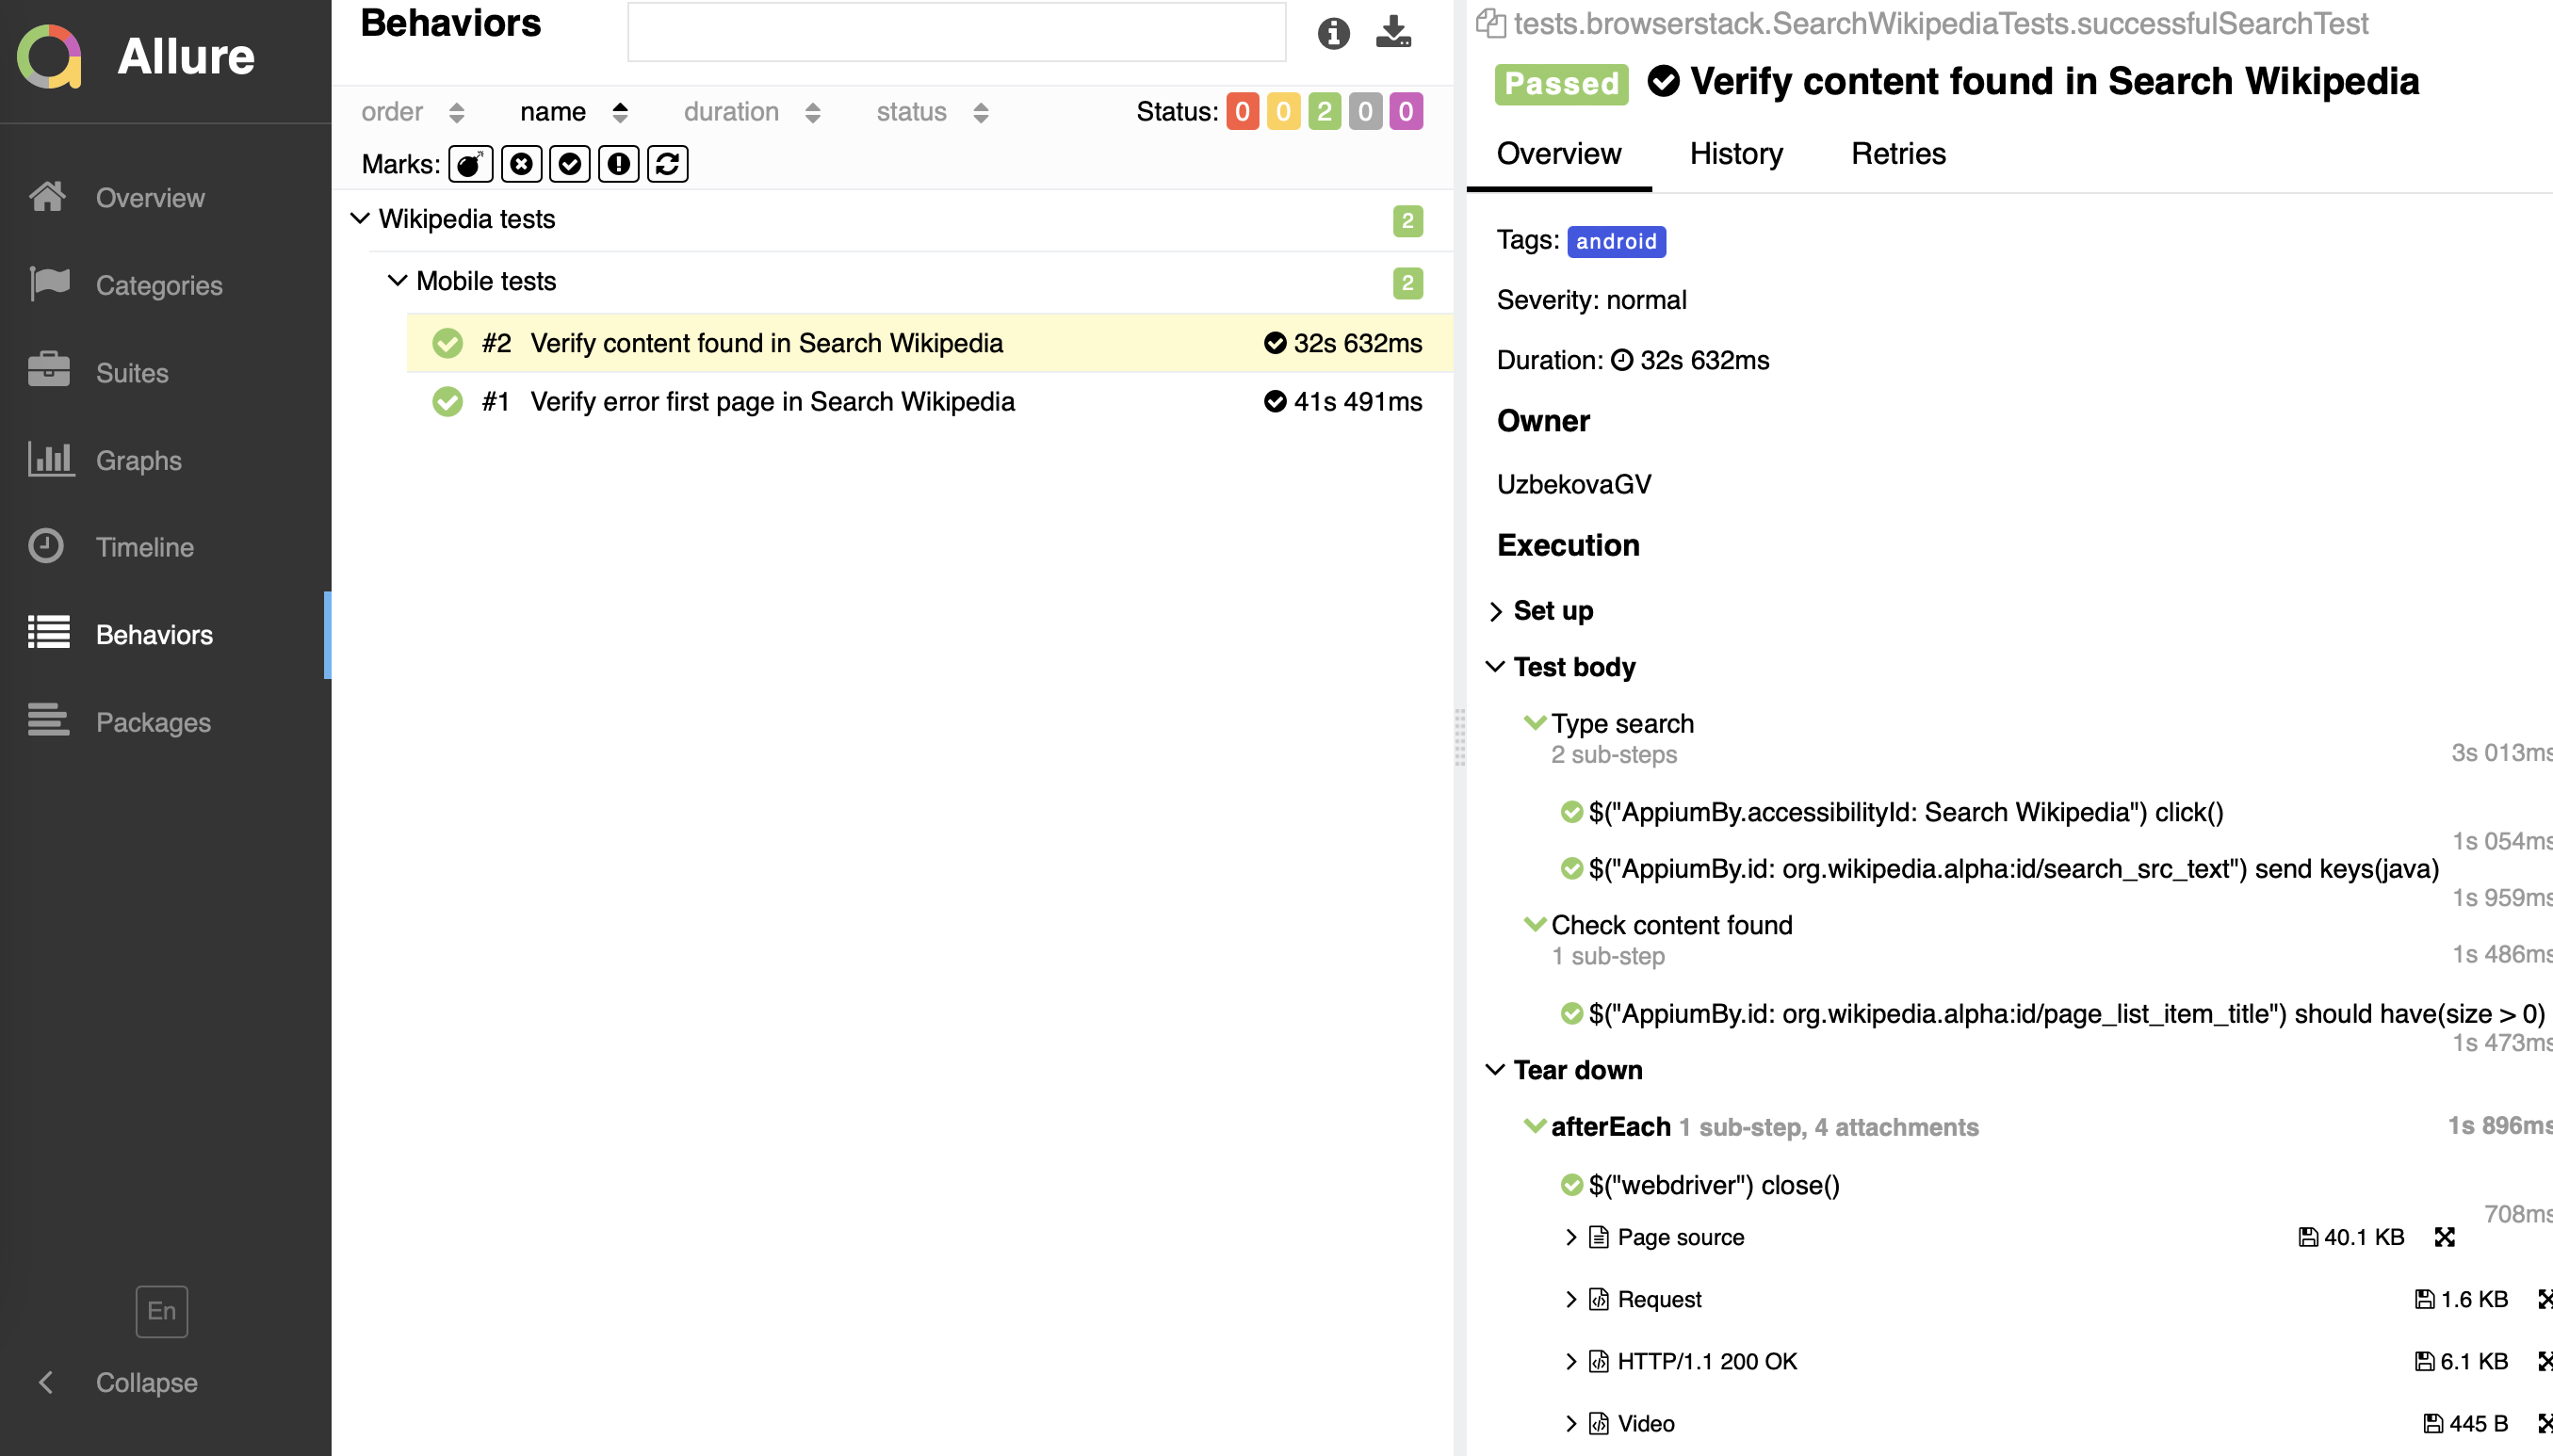 Allure
Overview
Categories
Suites
Graphs
Timeline
Behaviors
Packages
En
Collapse
Behaviors
order name duration status Status: 0 0 2 0 0
Marks:
Wikipedia tests 2
Mobile tests 2
#2 Verify content found in Search Wikipedia 32s 632ms
#1 Verify error first page in Search Wikipedia 41s 491ms
tests.browserstack.SearchWikipediaTests.successfulSearchTest
Passed Verify content found in Search Wikipedia
Overview History Retries
Tags: android
Severity: normal
Duration: 32s 632ms
Owner
UzbekovaGV
Execution
Set up
Test body
Type search
2 sub-steps 3s 013ms
$("AppiumBy.accessibilityId: Search Wikipedia") click()
1s 054ms
$("AppiumBy.id: org.wikipedia.alpha:id/search_src_text") send keys(java)
1s 959ms
Check content found
1 sub-step 1s 486ms
$("AppiumBy.id: org.wikipedia.alpha:id/page_list_item_title") should have(size > 0)
1s 473ms
Tear down
afterEach 1 sub-step, 4 attachments 1s 896ms
$("webdriver") close()
708ms
Page source 40.1 KB
Request 1.6 KB
HTTP/1.1 200 OK 6.1 KB
Video 445 B